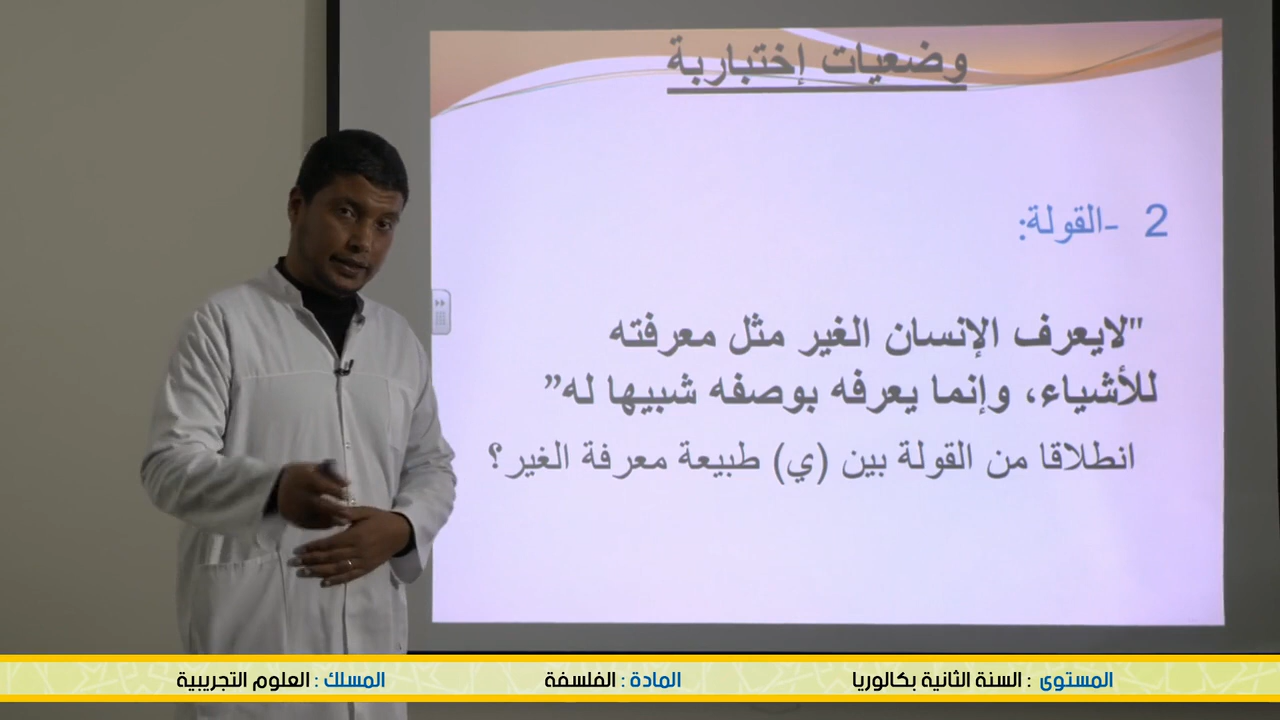 وضعيات إختبارية
2 -القولة:
"لايعرف الإنسان الغير مثل معرفته
للأشياء، وإنما يعرفه بوصفه شبيها له”
انطلاقا من القولة بين (ي) طبيعة معرفة الغير؟
المستوى : السنة الثانية بكالوريا المادة : الفلسفة المسلك : العلوم التجريبية